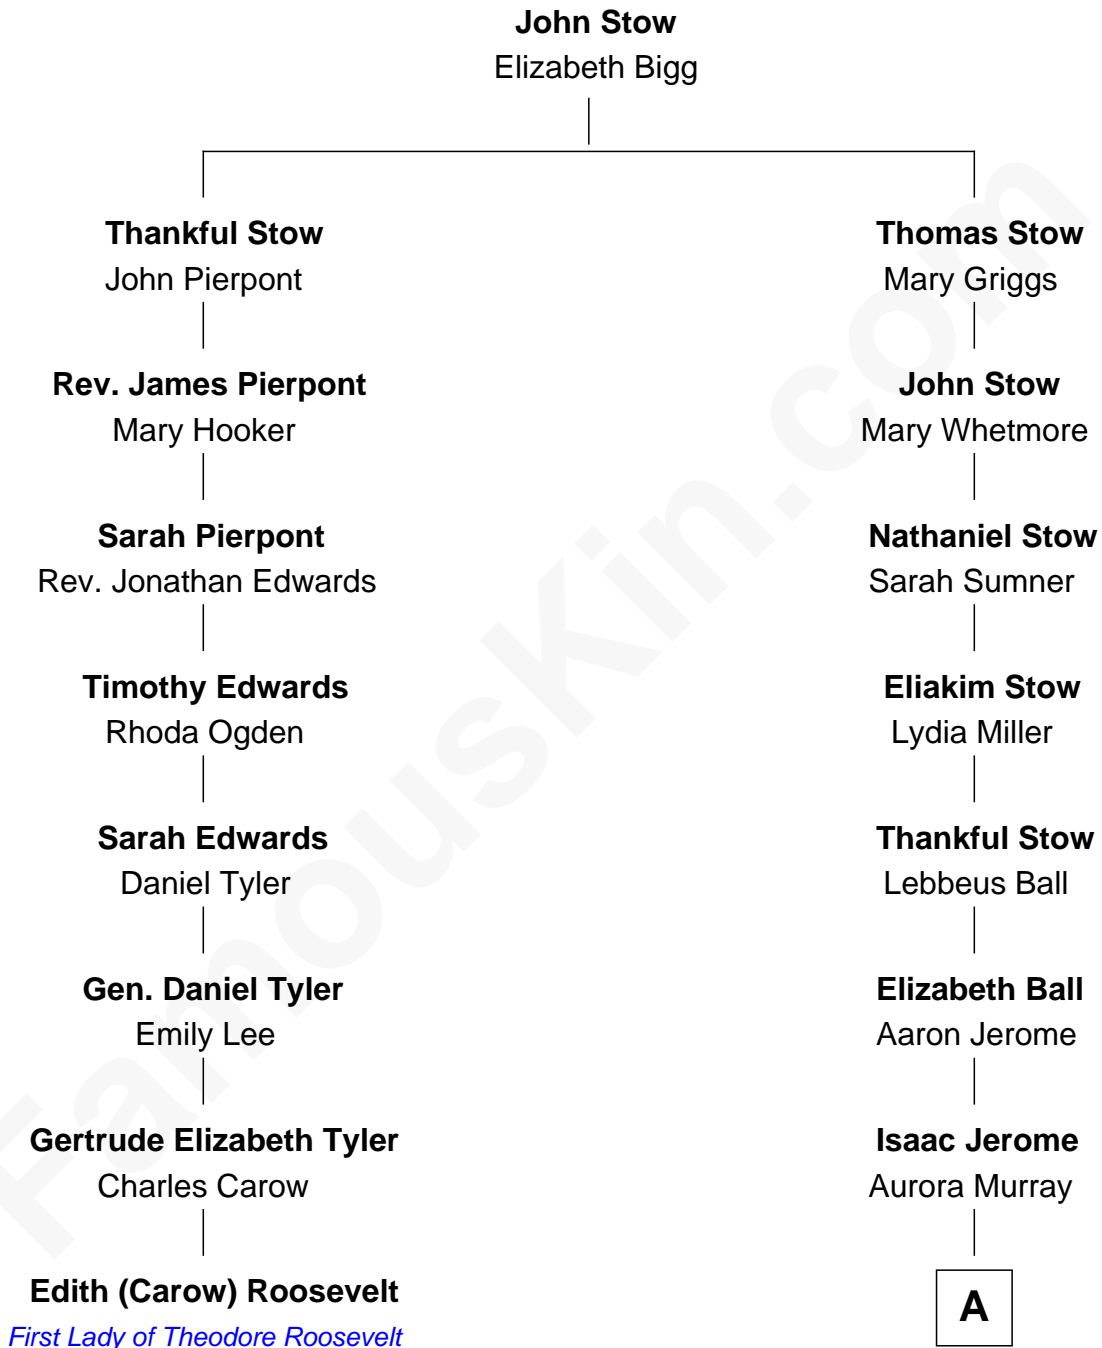 John Stow
Elizabeth Bigg
Thankful Stow
John Pierpont
Thomas Stow
Mary Griggs
Rev. James Pierpont
Mary Hooker
John Stow
Mary Whetmore
Sarah Pierpont
Rev. Jonathan Edwards
Nathaniel Stow
Sarah Sumner
Timothy Edwards
Rhoda Ogden
Eliakim Stow
Lydia Miller
Sarah Edwards
Daniel Tyler
Thankful Stow
Lebbeus Ball
Gen. Daniel Tyler
Emily Lee
Elizabeth Ball
Aaron Jerome
Gertrude Elizabeth Tyler
Charles Carow
Isaac Jerome
Aurora Murray
Edith (Carow) Roosevelt
First Lady of Theodore Roosevelt
A
FamousKin.com